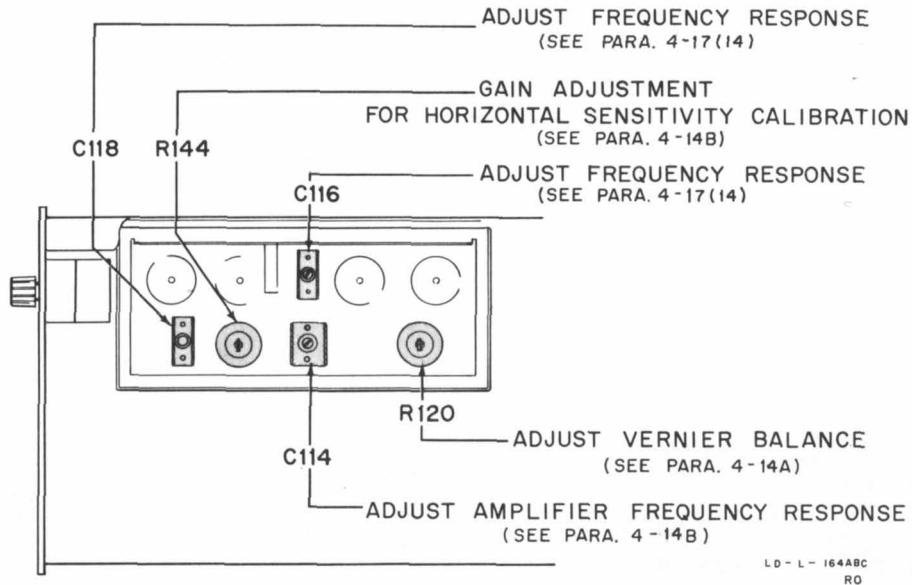 ADJUST FREQUENCY RESPONSE
(SEE PARA. 4-17(14)
GAIN ADJUSTMENT
FOR HORIZONTAL SENSITIVITY CALIBRATION
(SEE PARA. 4-14B)
C118 R144
ADJUST FREQUENCY RESPONSE
(SEE PARA. 4-17(14)
C116
R120
ADJUST VERNIER BALANCE
(SEE PARA. 4-14A)
C114
ADJUST AMPLIFIER FREQUENCY RESPONSE
(SEE PARA. 4-14B)
LD-L-164ABC
RO